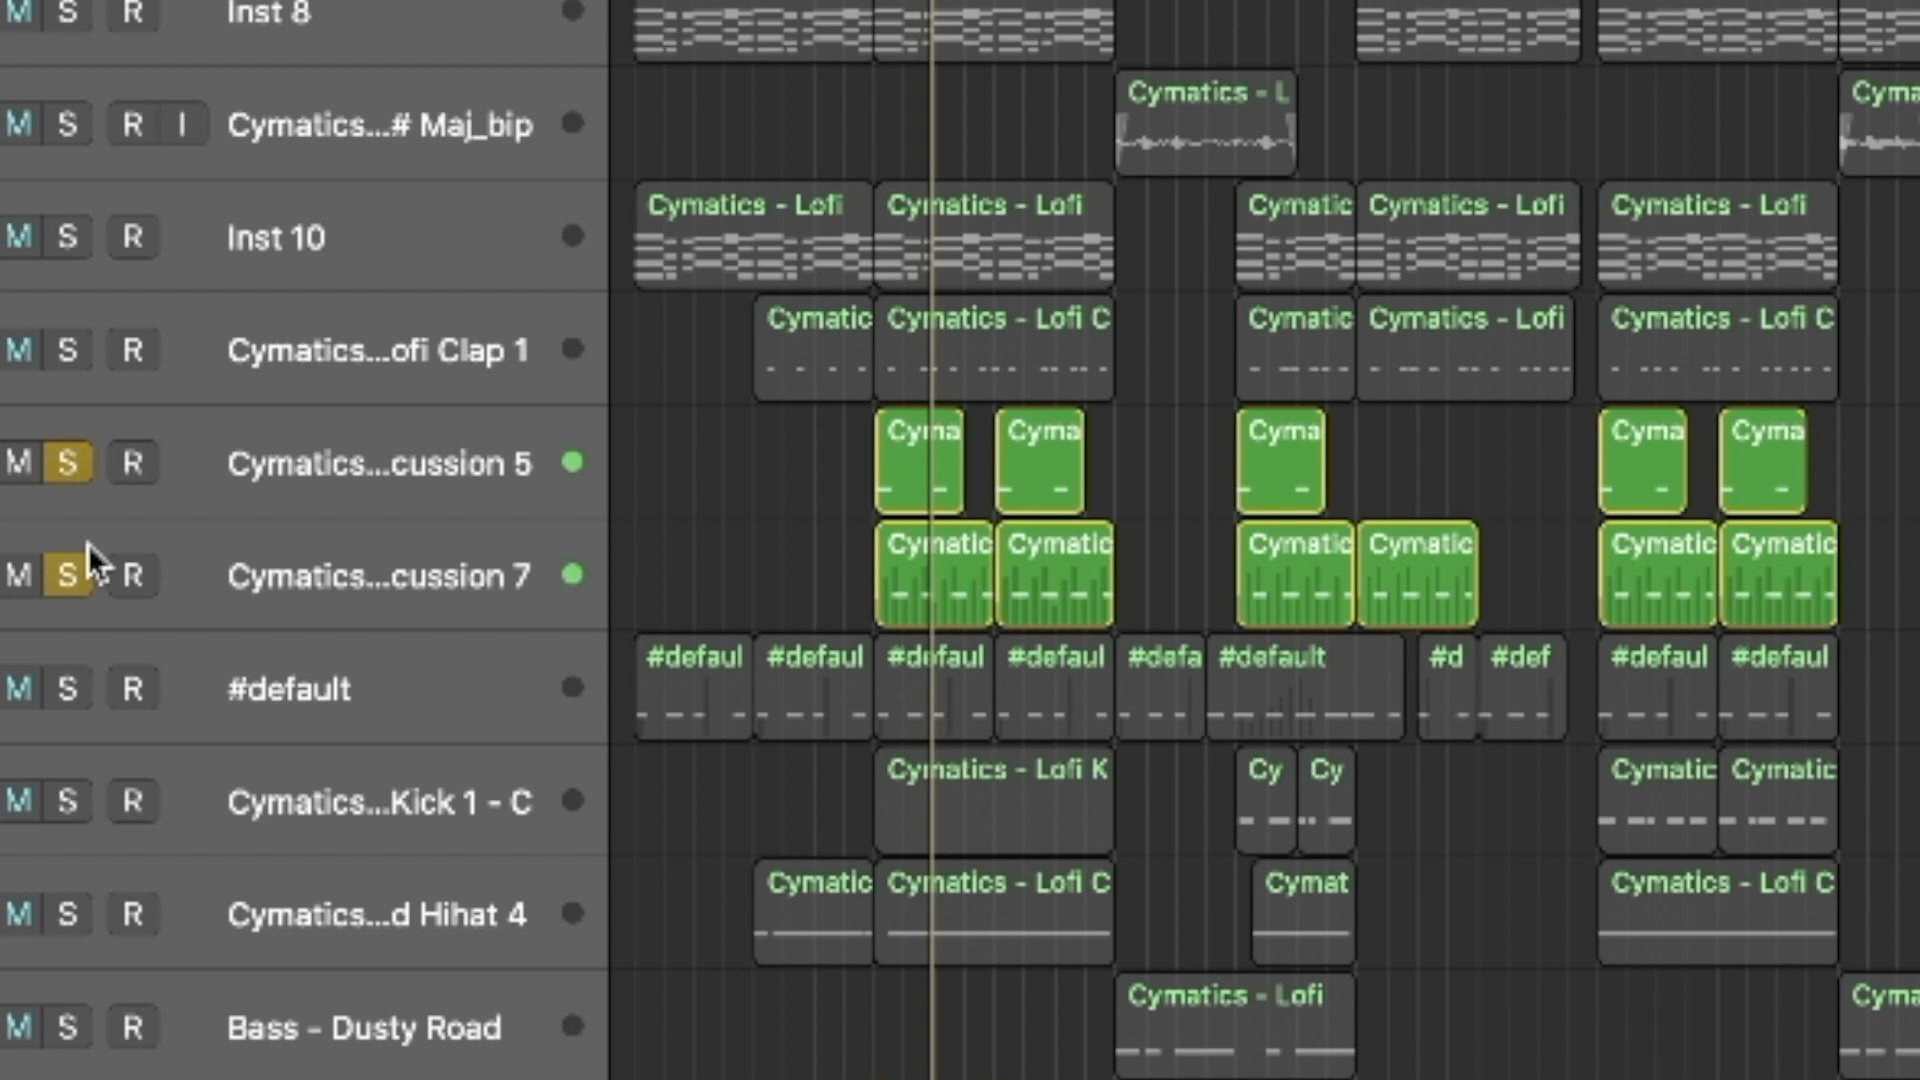 M S R Inst 8
M S R I Cymatics...# Maj_bip Cymatics - L Cyma
M S R Inst 10 Cymatics - Lofi Cymatics - Lofi Cymatic Cymatics - Lofi Cymatics - Lofi
M S R Cymatics...ofi Clap 1 Cymatic Cymatics - Lofi C Cymatic Cymatics - Lofi Cymatics - Lofi C
M S R Cymatics...cussion 5 Cyma Cyma Cyma Cyma Cyma
M S R Cymatics...cussion 7 Cymatic Cymatic Cymatic Cymatic Cymatic Cymatic
M S R #default #defaul #defaul #defaul #defaul #defa #default #d #def #defaul #defaul
M S R Cymatics...Kick 1 - C Cymatics - Lofi K Cy Cy Cymatic Cymatic
M S R Cymatics...d Hihat 4 Cymatic Cymatics - Lofi C Cymat Cymatics - Lofi C
M S R Bass - Dusty Road Cymatics - Lofi Cyma